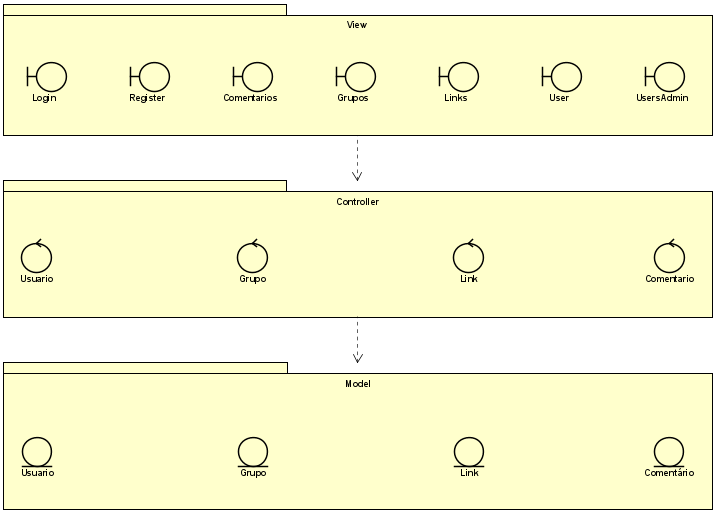 View
Login
Register
Comentarios
Grupos
Links
User
UsersAdmin
Controller
Usuario
Grupo
Link
Comentario
Model
Usuario
Grupo
Link
Comentário